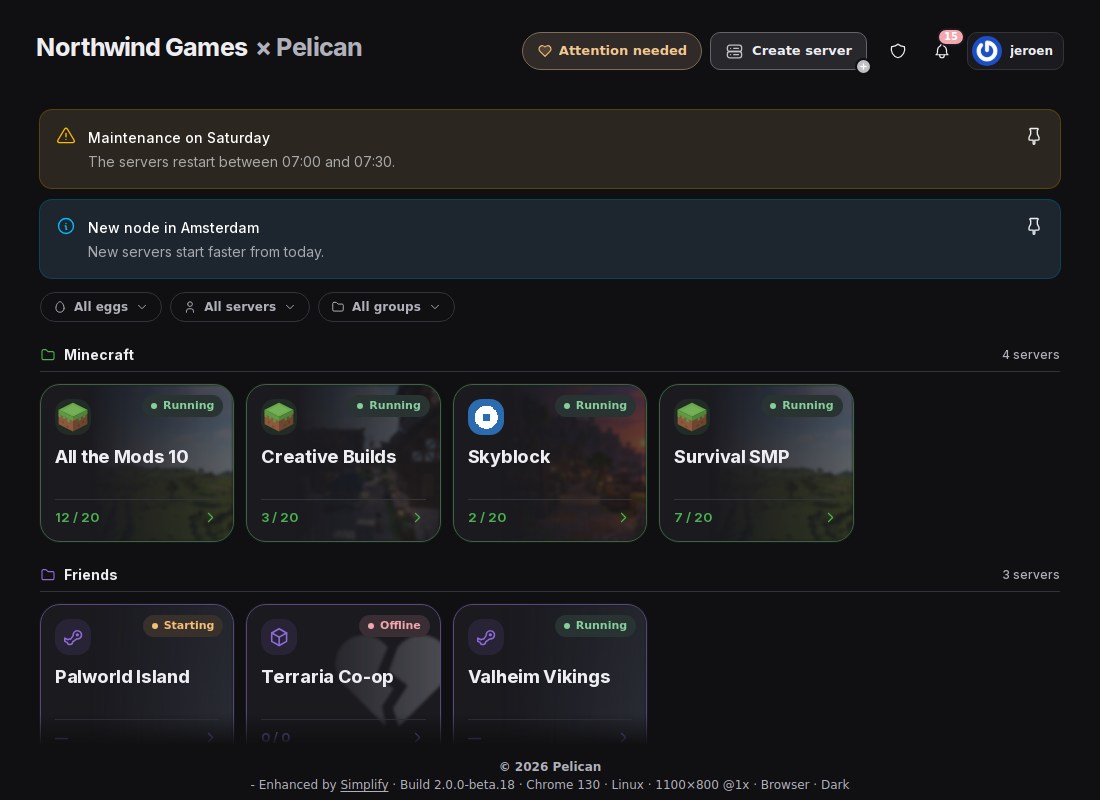 Northwind Games × Pelican
Attention needed
Create server
15
jeroen
Maintenance on Saturday
The servers restart between 07:00 and 07:30.
New node in Amsterdam
New servers start faster from today.
All eggs
All servers
All groups
Minecraft
4 servers
Running
All the Mods 10
12 / 20
Running
Creative Builds
3 / 20
Running
Skyblock
2 / 20
Running
Survival SMP
7 / 20
Friends
3 servers
Starting
Palworld Island
—
Offline
Terraria Co-op
0 / 0
Running
Valheim Vikings
—
© 2026 Pelican
- Enhanced by Simplify · Build 2.0.0-beta.18 · Chrome 130 · Linux · 1100×800 @1x · Browser · Dark